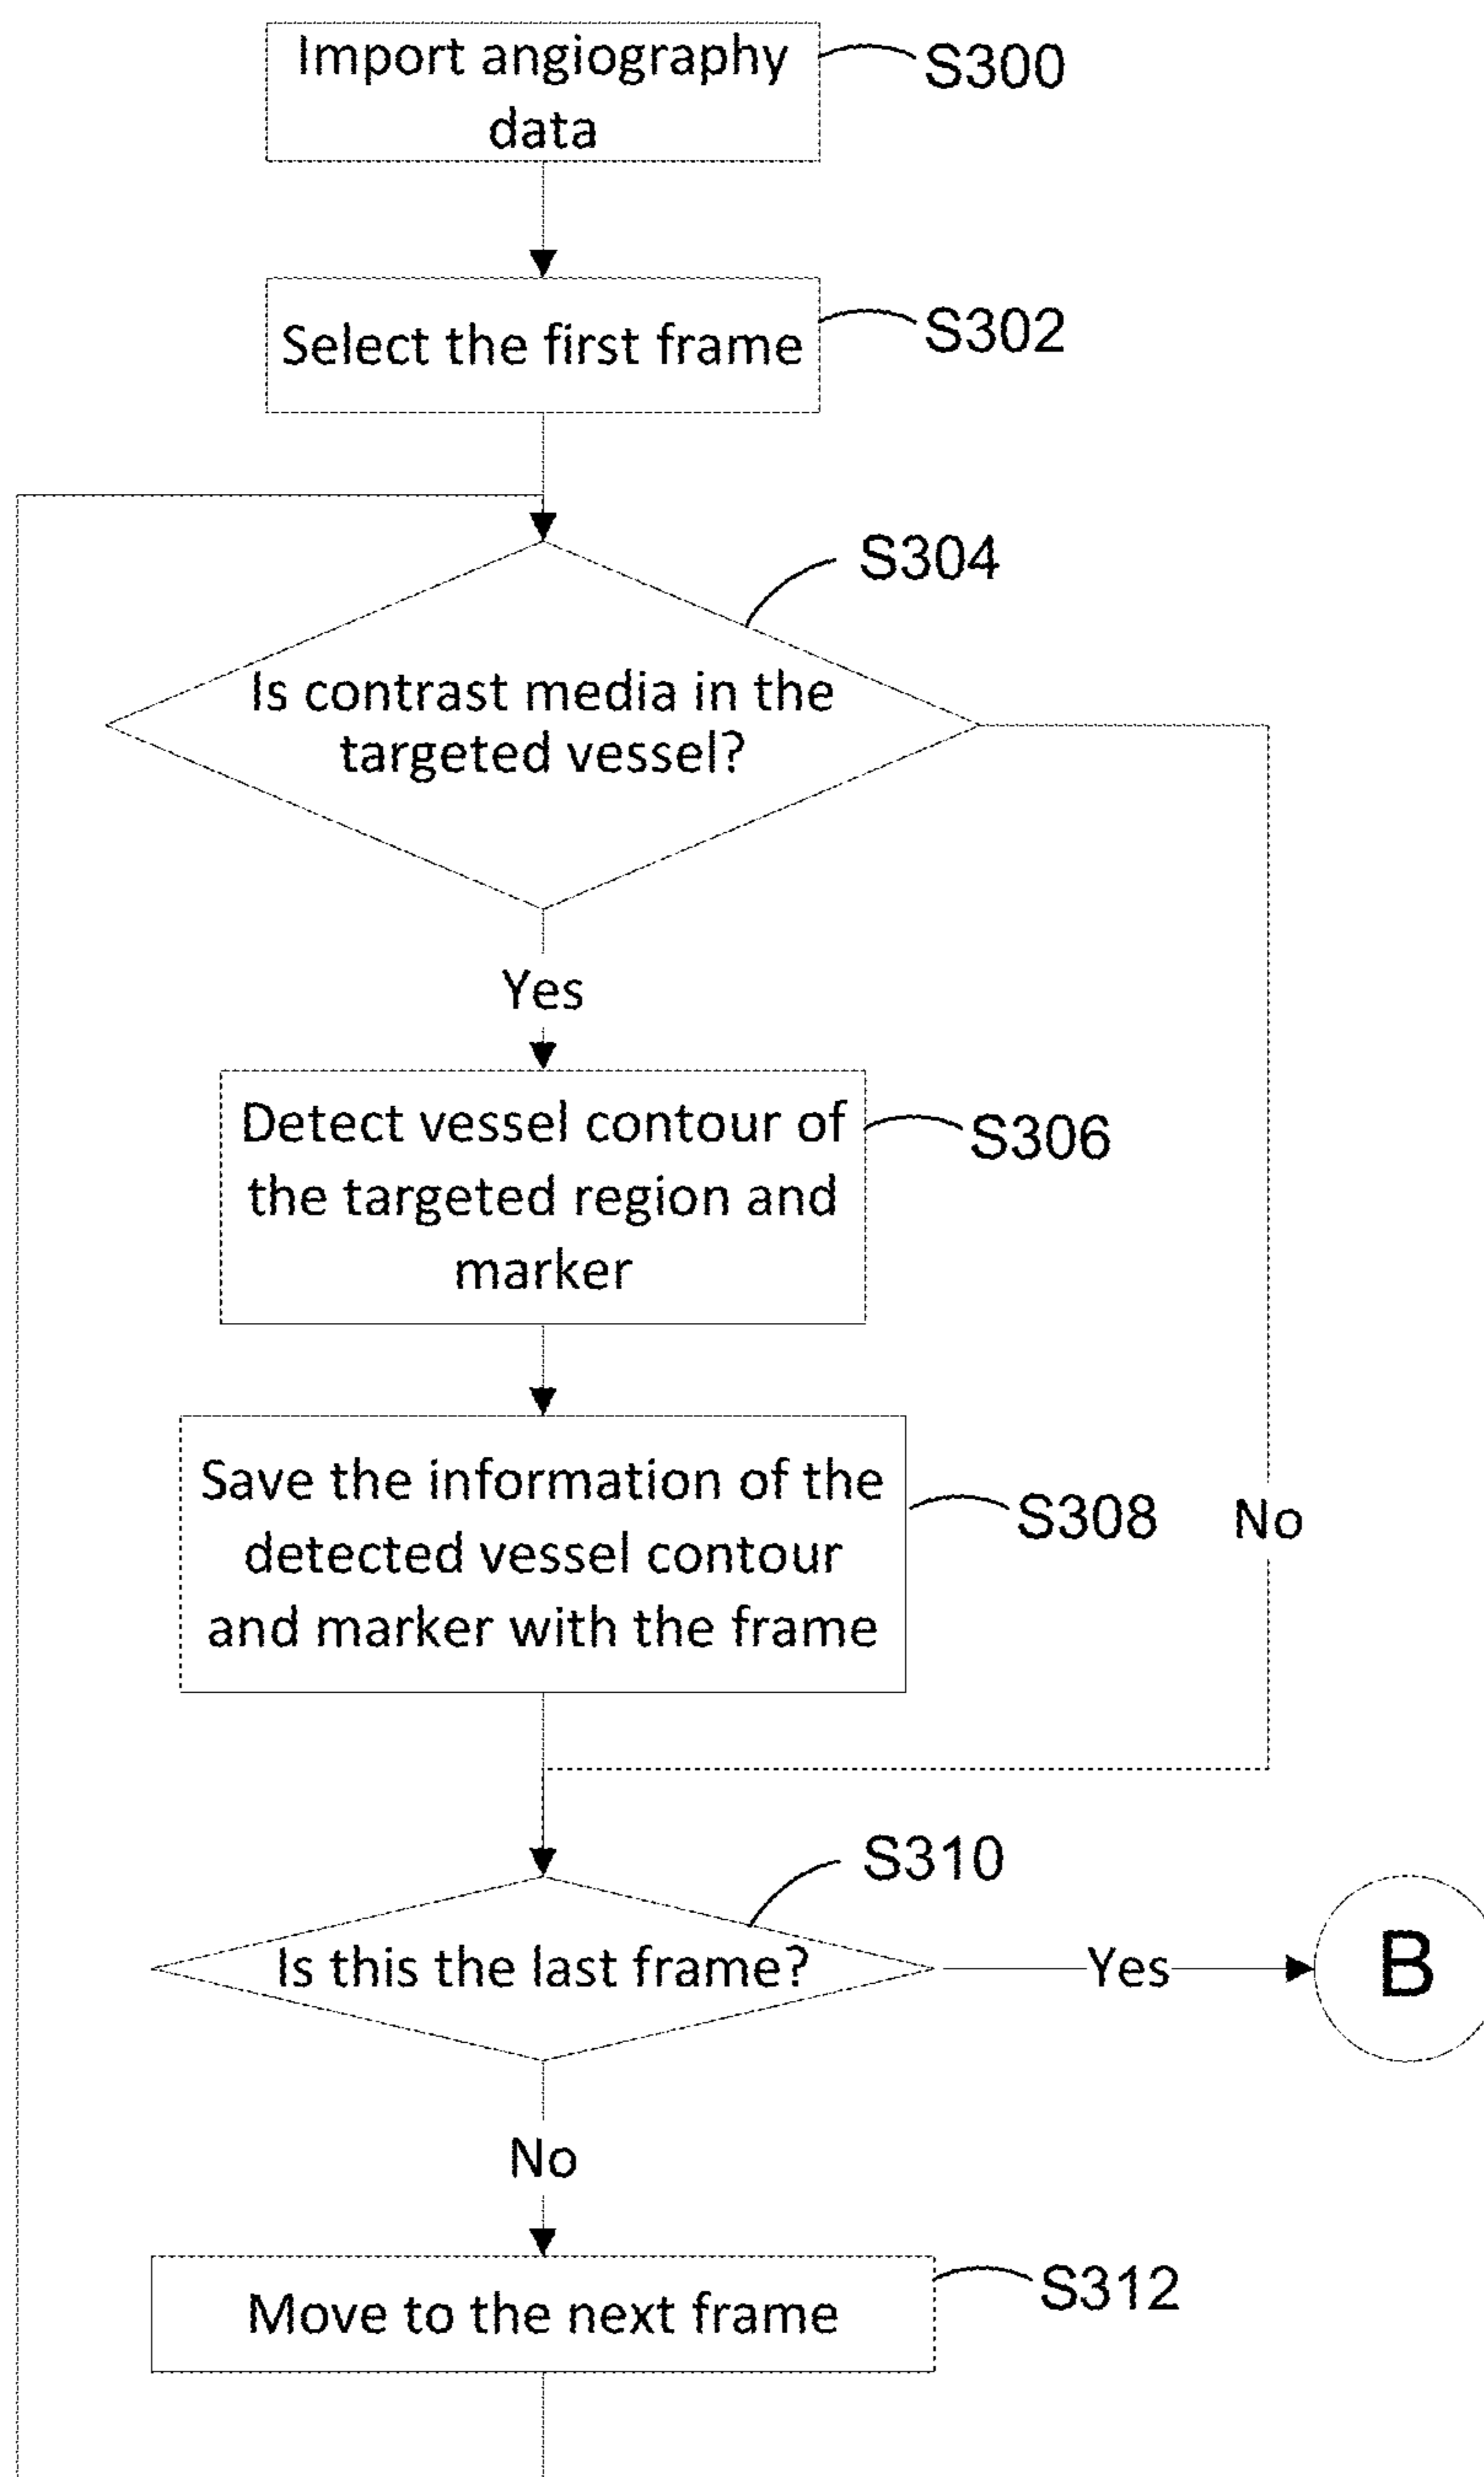 Import angiography
data
S300
Select the first frame
S302
S304
Is contrast media in the
targeted vessel?
Yes
Detect vessel contour of
the targeted region and
marker
S306
Save the information of the
detected vessel contour
and marker with the frame
S308
No
S310
Is this the last frame?
Yes
B
No
Move to the next frame
S312